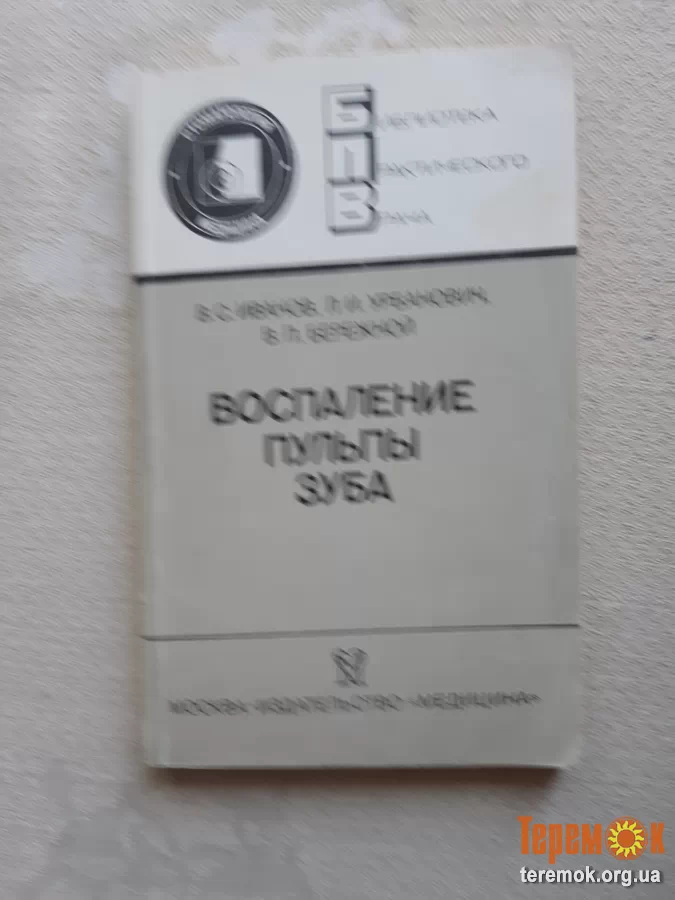 БИБЛИОТЕКА
ПРАКТИЧЕСКОГО
ВРАЧА
В. С. ИВАНОВ, Л. И. УРБАНОВИЧ,
В. П. БЕРЕЖНОЙ
ВОСПАЛЕНИЕ
ПУЛЬПЫ
ЗУБА
МОСКВА «ИЗДАТЕЛЬСТВО «МЕДИЦИНА»
Теремок
teremok.org.ua